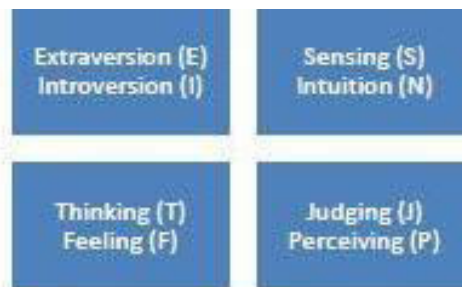 Extraversion (E)
Introversion (I)
Sensing (S)
Intuition (N)
Thinking (T)
Feeling (F)
Judging (J)
Perceiving (P)